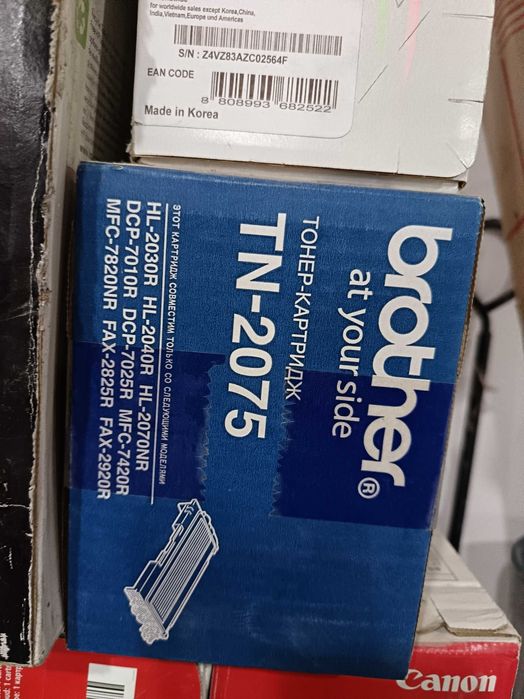 for worldwide sales except Korea,China,
India,Vietnam,Europe und Americas
S/N : Z4VZ83AZC02564F
EAN CODE
8 808993 682522
Made in Korea
brother®
at your side
ТОНЕР-КАРТРИДЖ
TN-2075
ЭТОТ КАРТРИДЖ СОВМЕСТИМ ТОЛЬКО СО СЛЕДУЮЩИМИ МОДЕЛЯМИ
HL-2030R HL-2040R HL-2070NR
DCP-7010R DCP-7025R MFC-7420R
MFC-7820NR FAX-2825R FAX-2920R
Canon